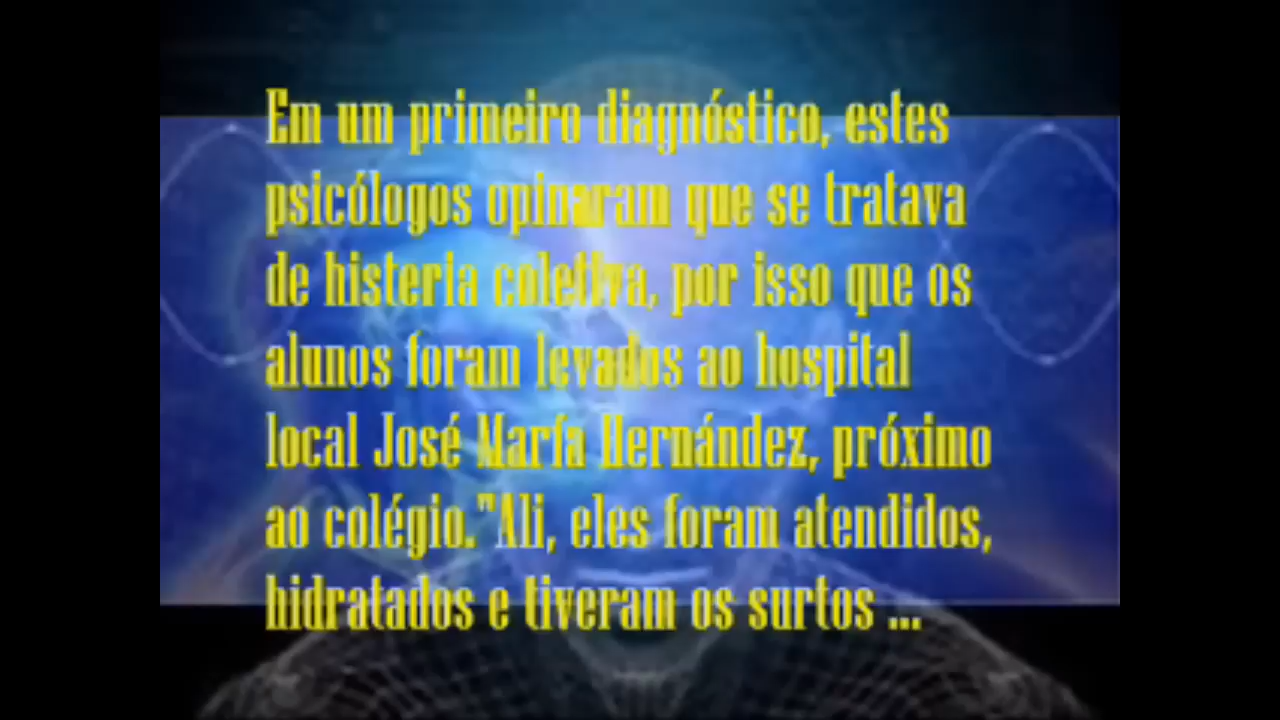 Em um primeiro diagnóstico, estes
psicólogos opinaram que se tratava
de histeria coletiva, por isso que os
alunos foram levados ao hospital
local José María Hernández, próximo
ao colégio."Ali, eles foram atendidos,
hidratados e tiveram os surtos ...